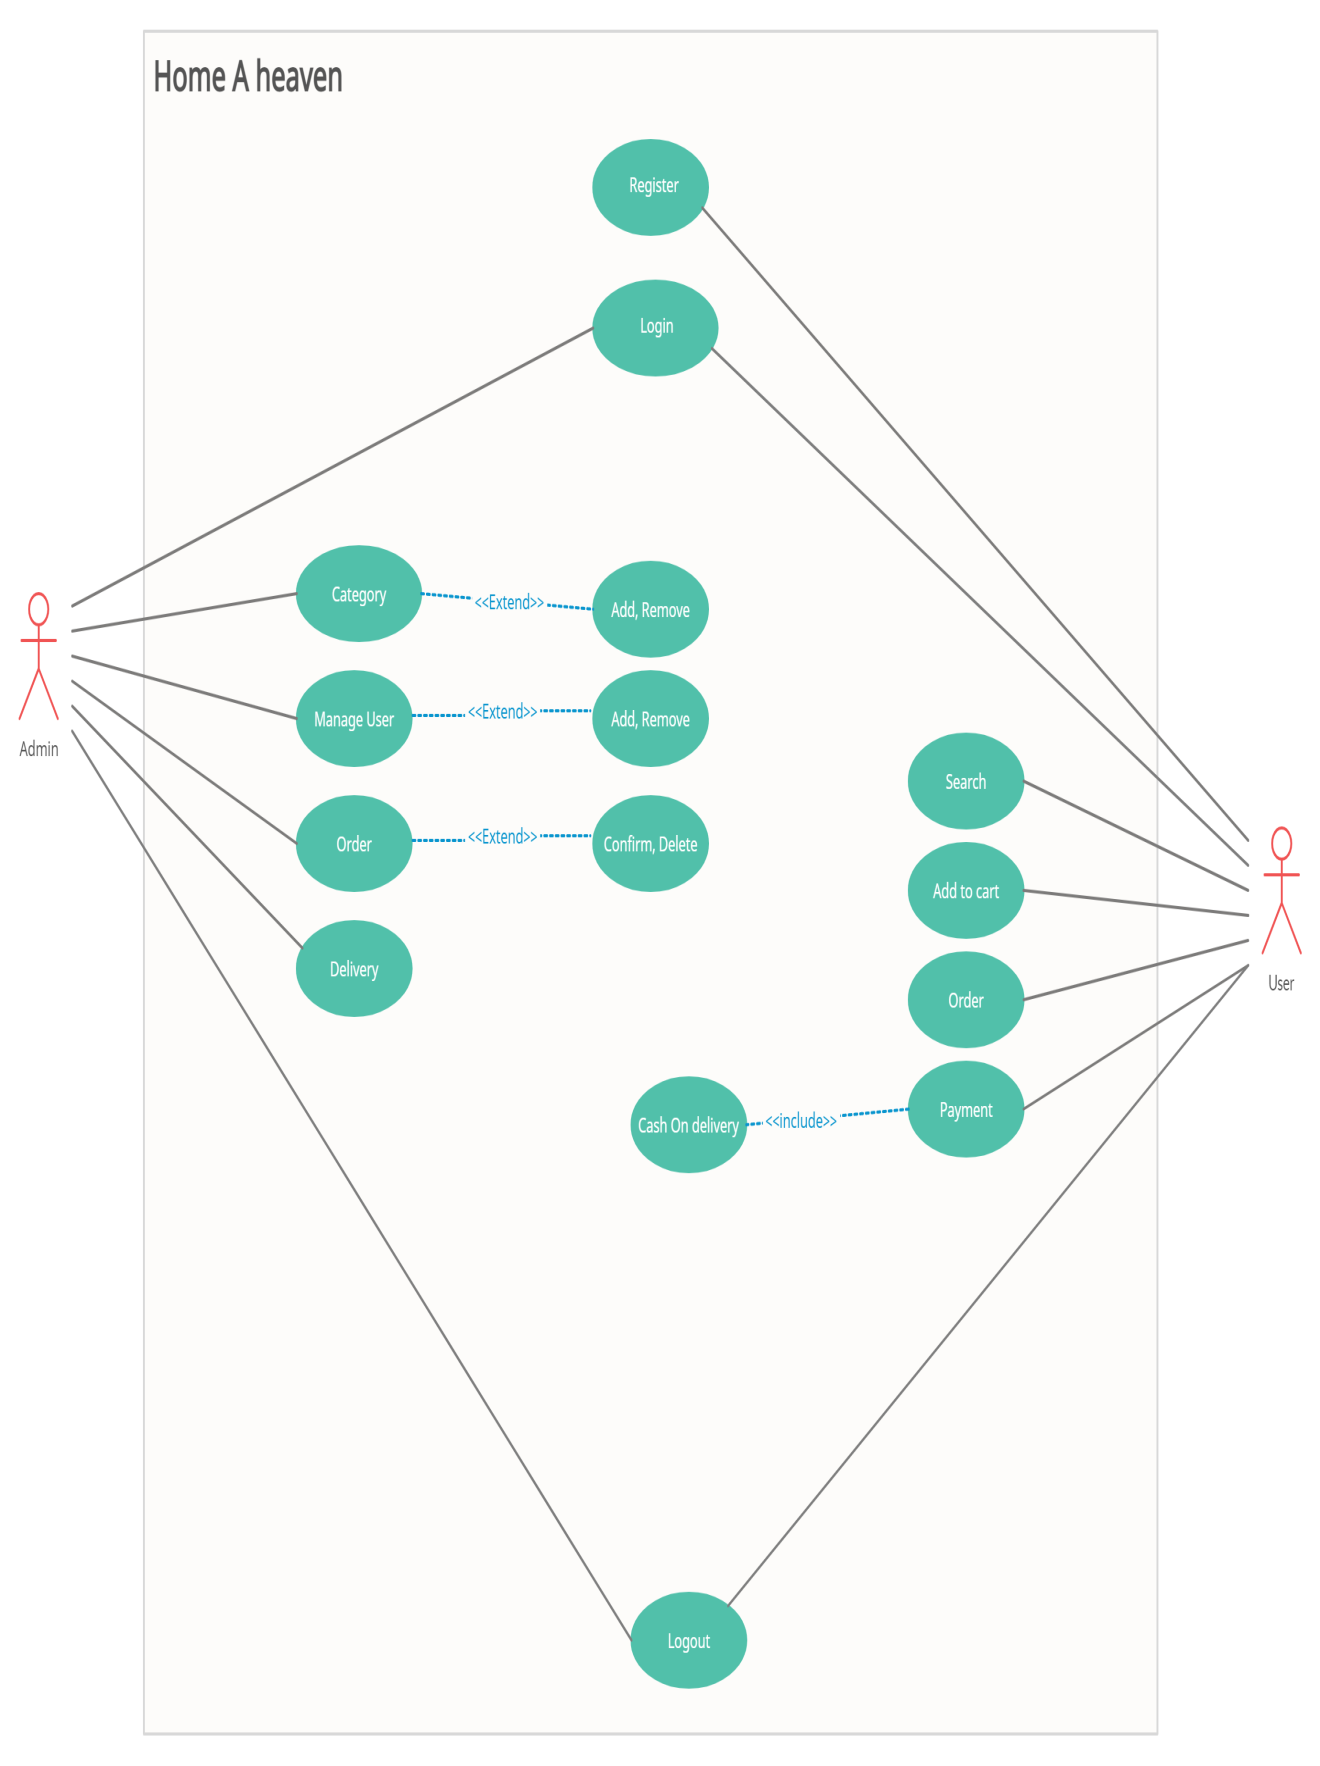 Home A heaven
Register
Login
Category
<<Extend>>
Add, Remove
Manage User
<<Extend>>
Add, Remove
Admin
Search
Order
<<Extend>>
Confirm, Delete
Add to cart
Delivery
User
Order
Cash On delivery
<<include>>
Payment
Logout